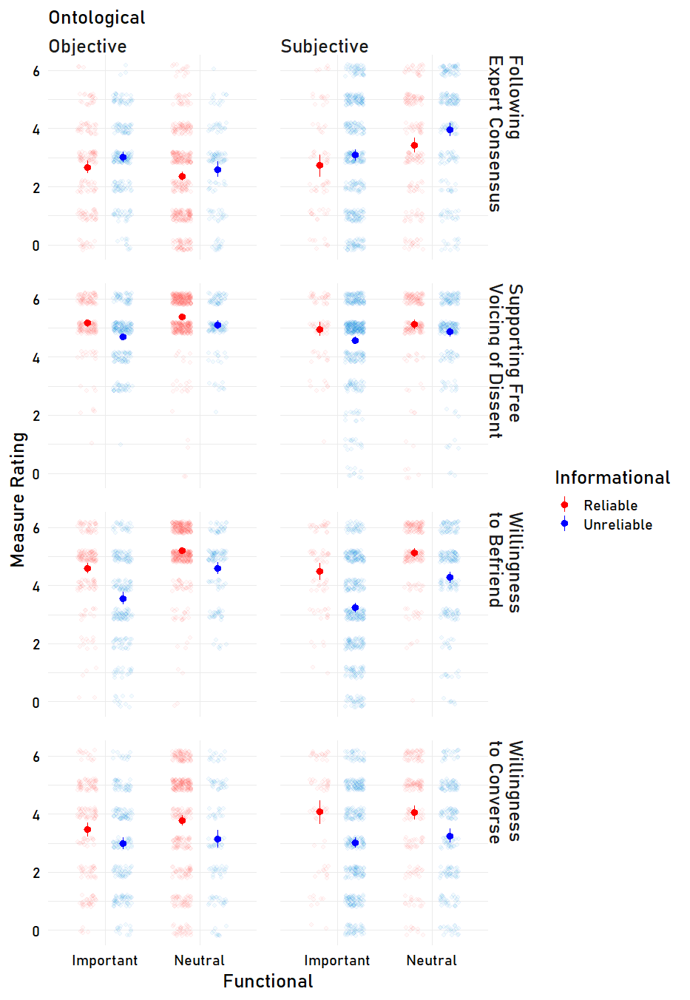 Ontological
Objective
Subjective
Following
Expert Consensus
6
4
2
0
Supporting Free
Voicing of Dissent
6
4
2
0
Willingness
to Befriend
6
4
2
0
Willingness
to Converse
6
4
2
0
Measure Rating
Important
Neutral
Important
Neutral
Functional
Informational
Reliable
Unreliable